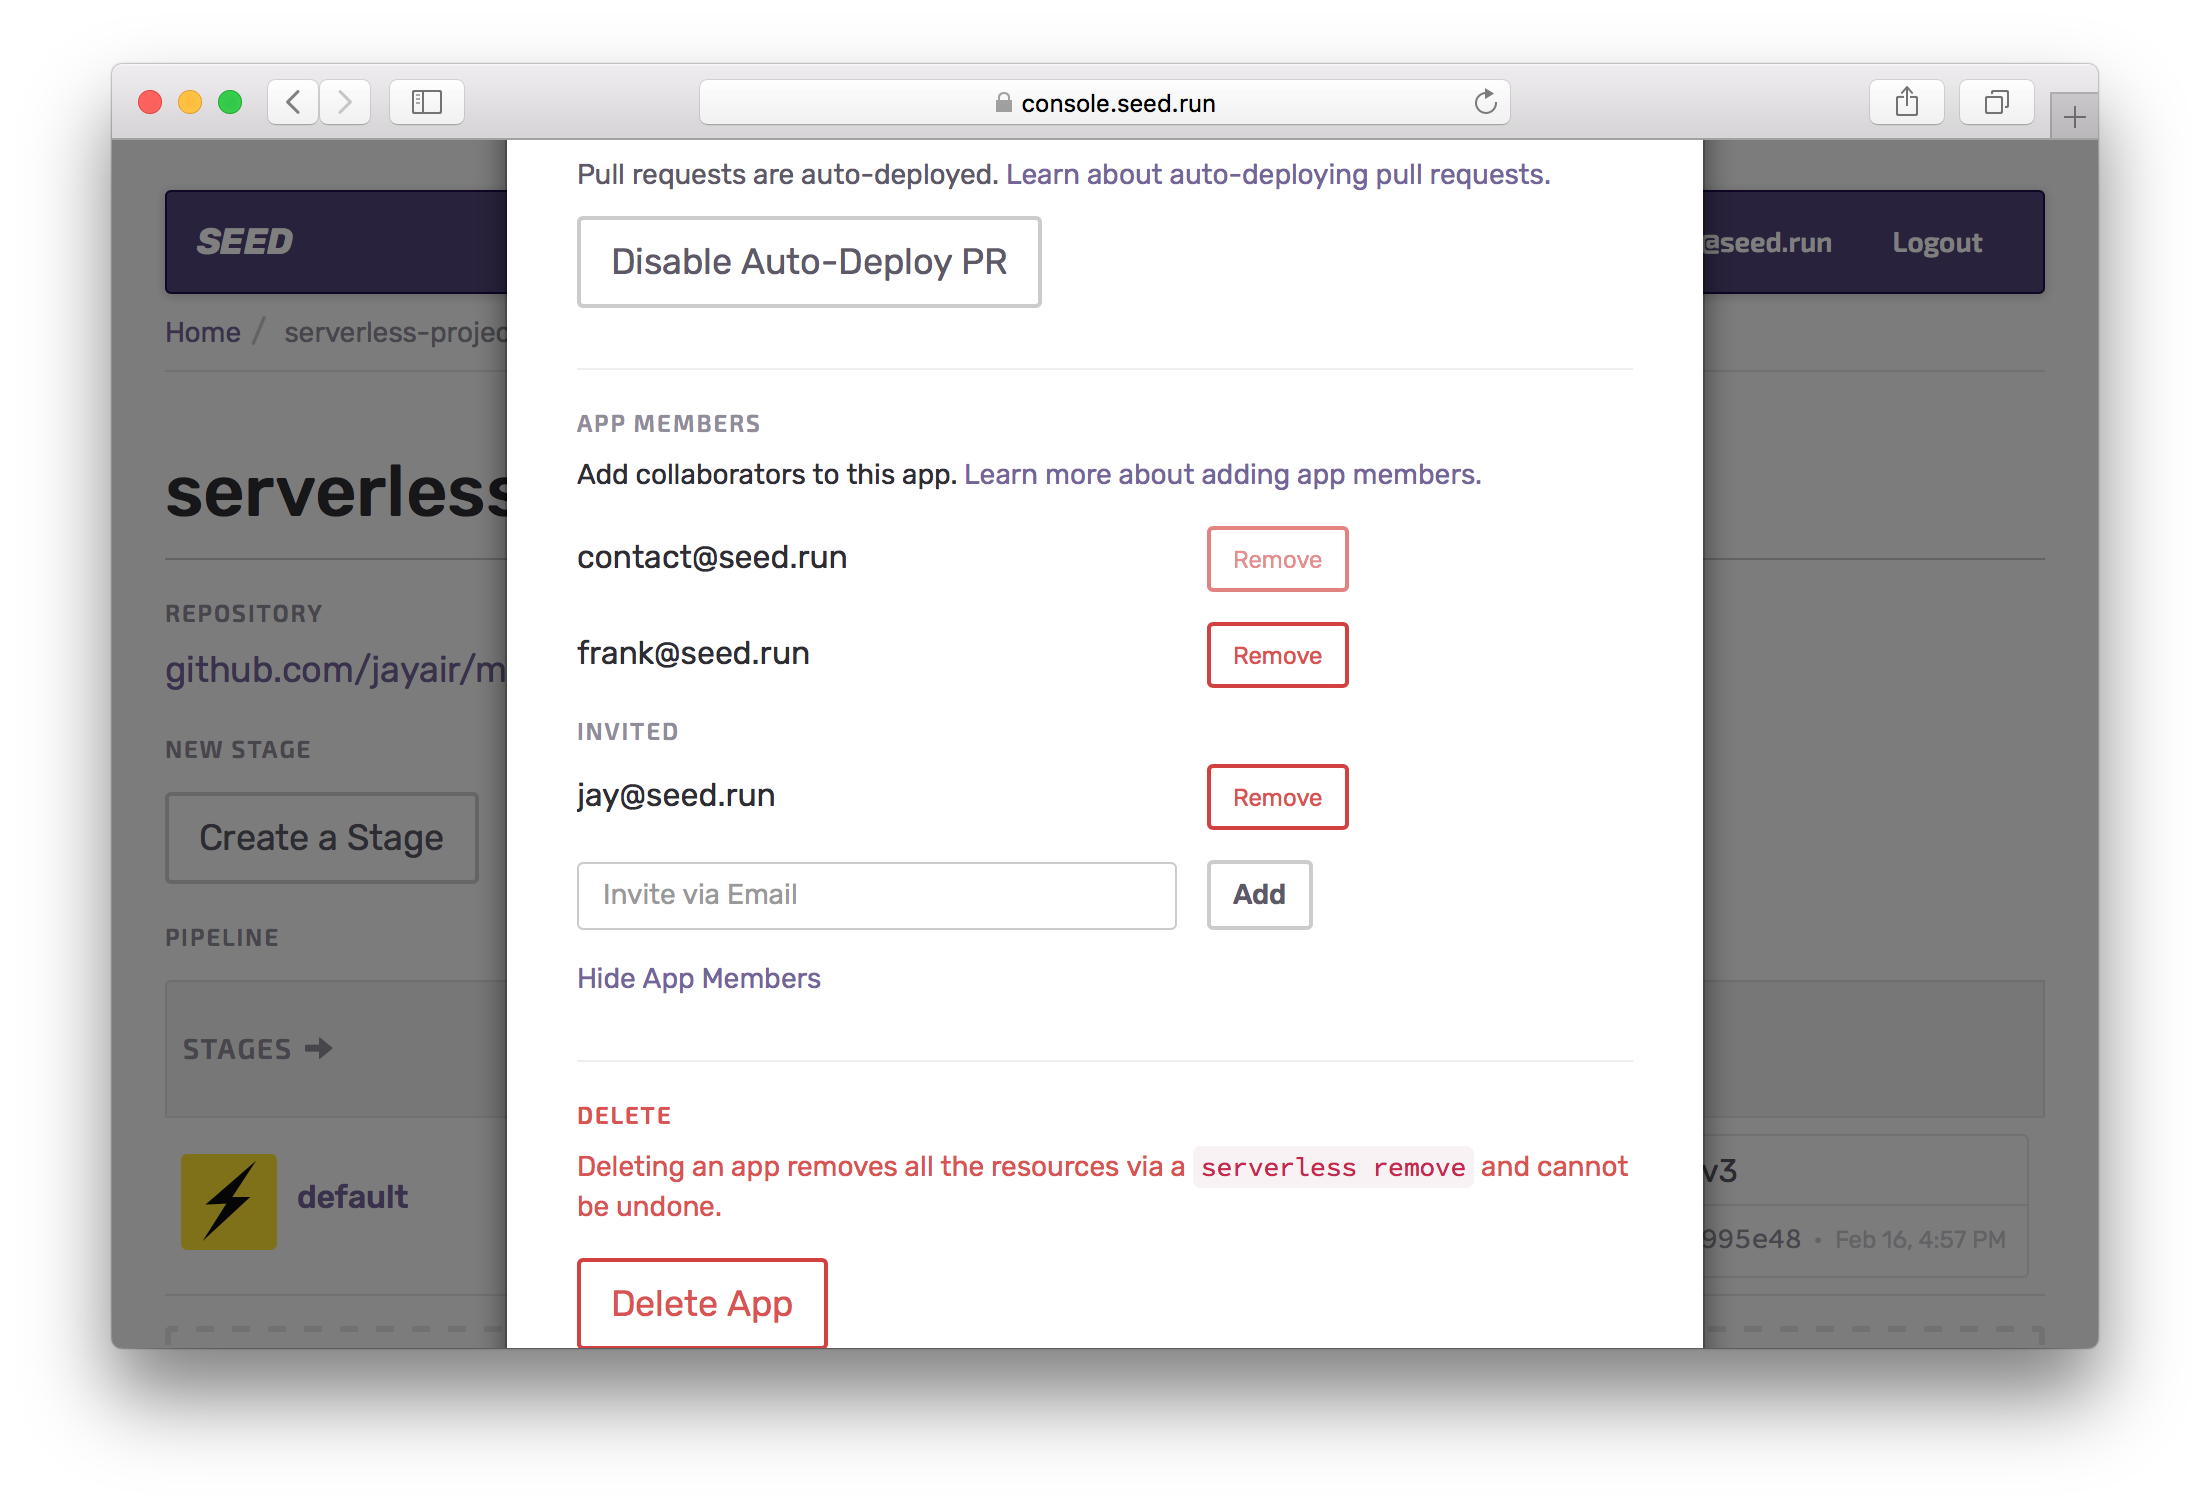 console.seed.run
Pull requests are auto-deployed. Learn about auto-deploying pull requests.
SEED
@seed.run
Logout
Disable Auto-Deploy PR
Home / serverless-projec
APP MEMBERS
Add collaborators to this app. Learn more about adding app members.
serverless
contact@seed.run
Remove
REPOSITORY
github.com/jayair/m
frank@seed.run
Remove
INVITED
NEW STAGE
jay@seed.run
Remove
Create a Stage
Invite via Email
Add
PIPELINE
Hide App Members
STAGES
DELETE
Deleting an app removes all the resources via a serverless remove and cannot
be undone.
default
v3
995e48 • Feb 16, 4:57 PM
Delete App